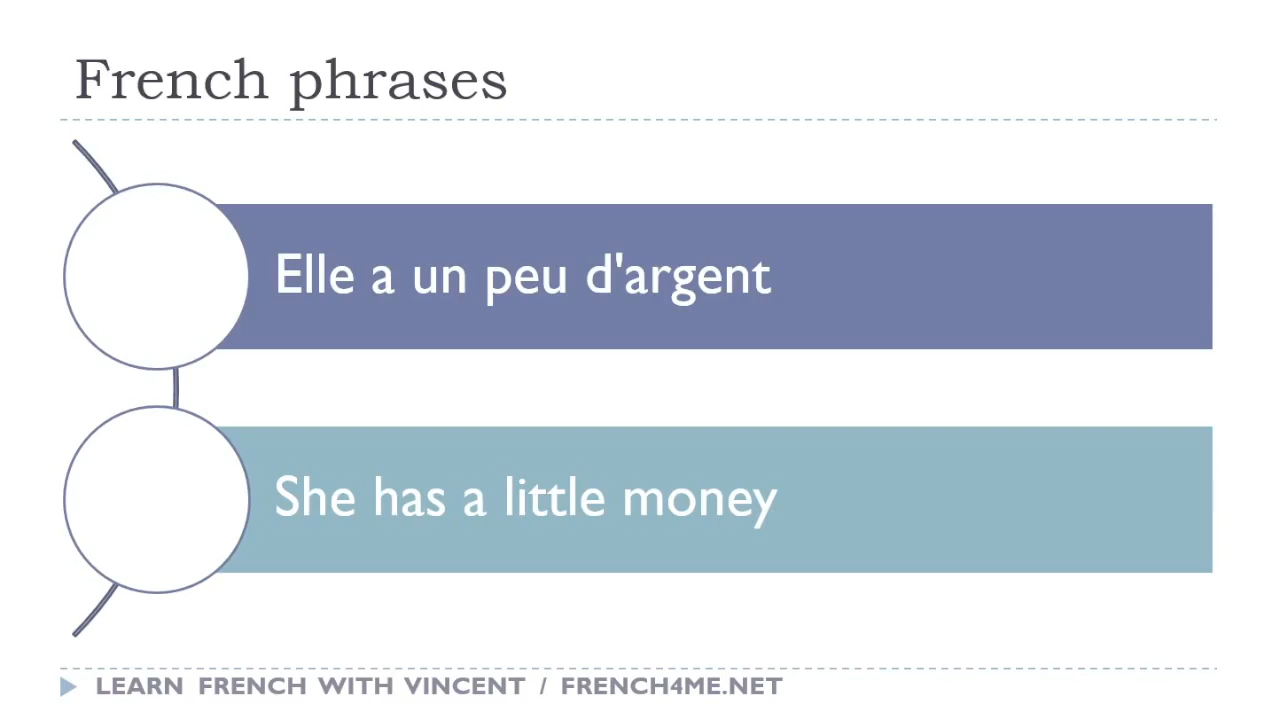 French phrases
Elle a un peu d'argent
She has a little money
LEARN FRENCH WITH VINCENT / FRENCH4ME.NET